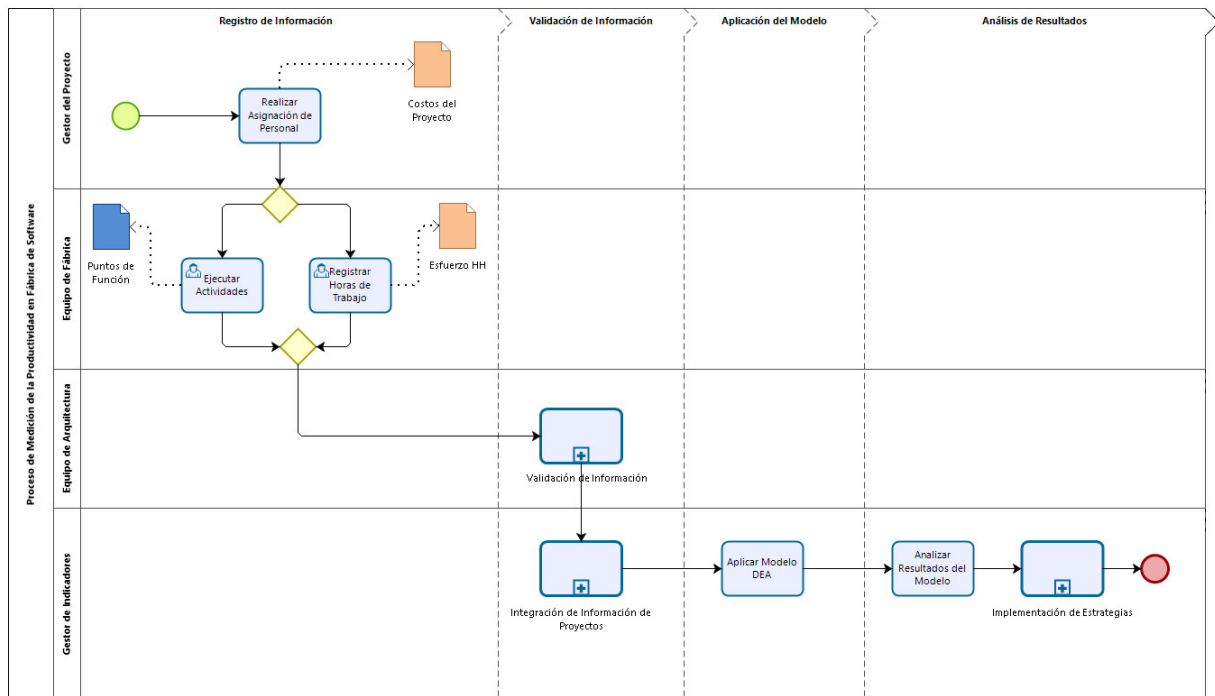 Registro de Información
Validación de Información
Aplicación del Modelo
Análisis de Resultados
Proceso de Medición de la Productividad en Fábrica de Software
Gestor del Proyecto
Realizar
Asignación de
Personal
Costos del
Proyecto
Equipo de Fábrica
Puntos de
Función
Ejecutar
Actividades
Registrar
Horas de
Trabajo
Esfuerzo HH
Equipo de Arquitectura
Validación de Información
Gestor de Indicadores
Integración de Información de
Proyectos
Aplicar Modelo
DEA
Analizar
Resultados del
Modelo
Implementación de Estrategias